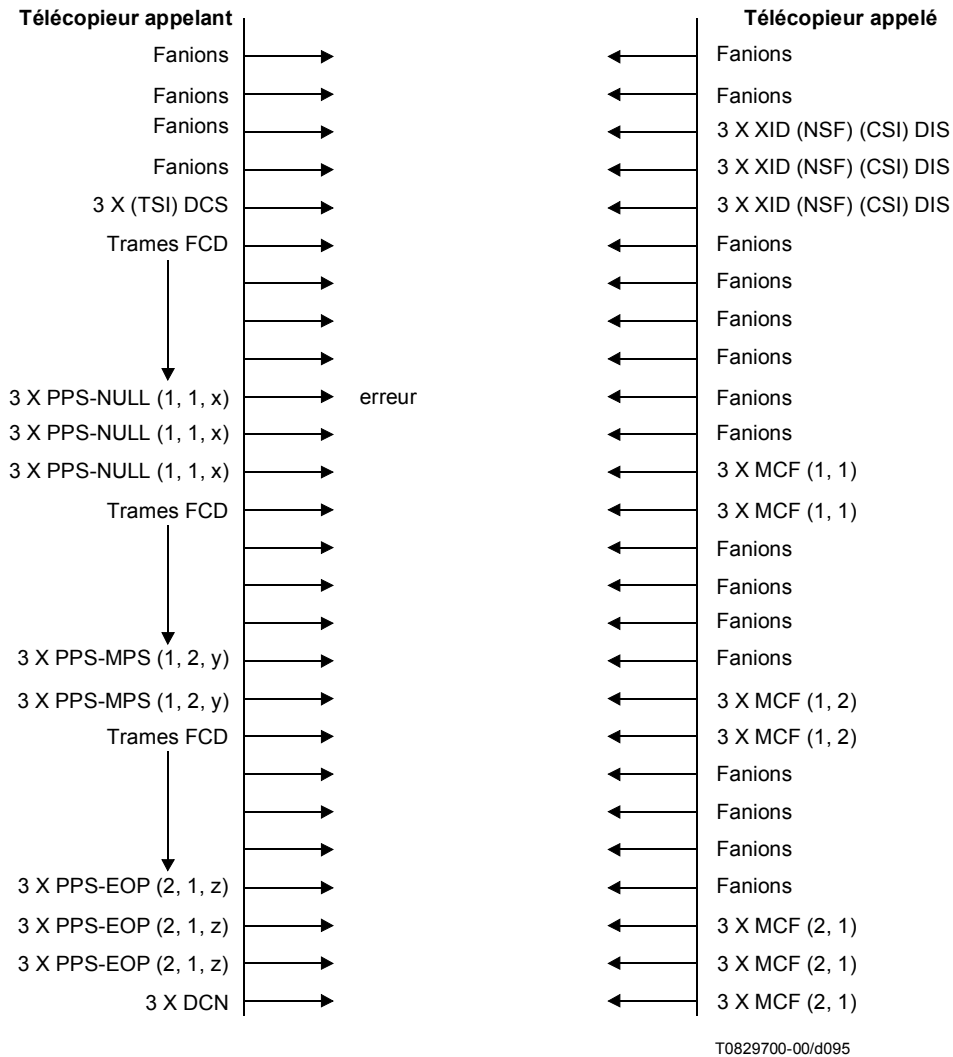 Télécopieur appelant Télécopieur appelé
Fanions Fanions
Fanions Fanions
Fanions 3 X XID (NSF) (CSI) DIS
Fanions 3 X XID (NSF) (CSI) DIS
3 X (TSI) DCS 3 X XID (NSF) (CSI) DIS
Trames FCD Fanions
Fanions
Fanions
Fanions
3 X PPS-NULL (1, 1, x) erreur Fanions
3 X PPS-NULL (1, 1, x) Fanions
3 X PPS-NULL (1, 1, x) 3 X MCF (1, 1)
Trames FCD 3 X MCF (1, 1)
Fanions
Fanions
Fanions
3 X PPS-MPS (1, 2, y) Fanions
3 X PPS-MPS (1, 2, y) 3 X MCF (1, 2)
Trames FCD 3 X MCF (1, 2)
Fanions
Fanions
Fanions
3 X PPS-EOP (2, 1, z) Fanions
3 X PPS-EOP (2, 1, z) 3 X MCF (2, 1)
3 X PPS-EOP (2, 1, z) 3 X MCF (2, 1)
3 X DCN 3 X MCF (2, 1)
T0829700-00/d095